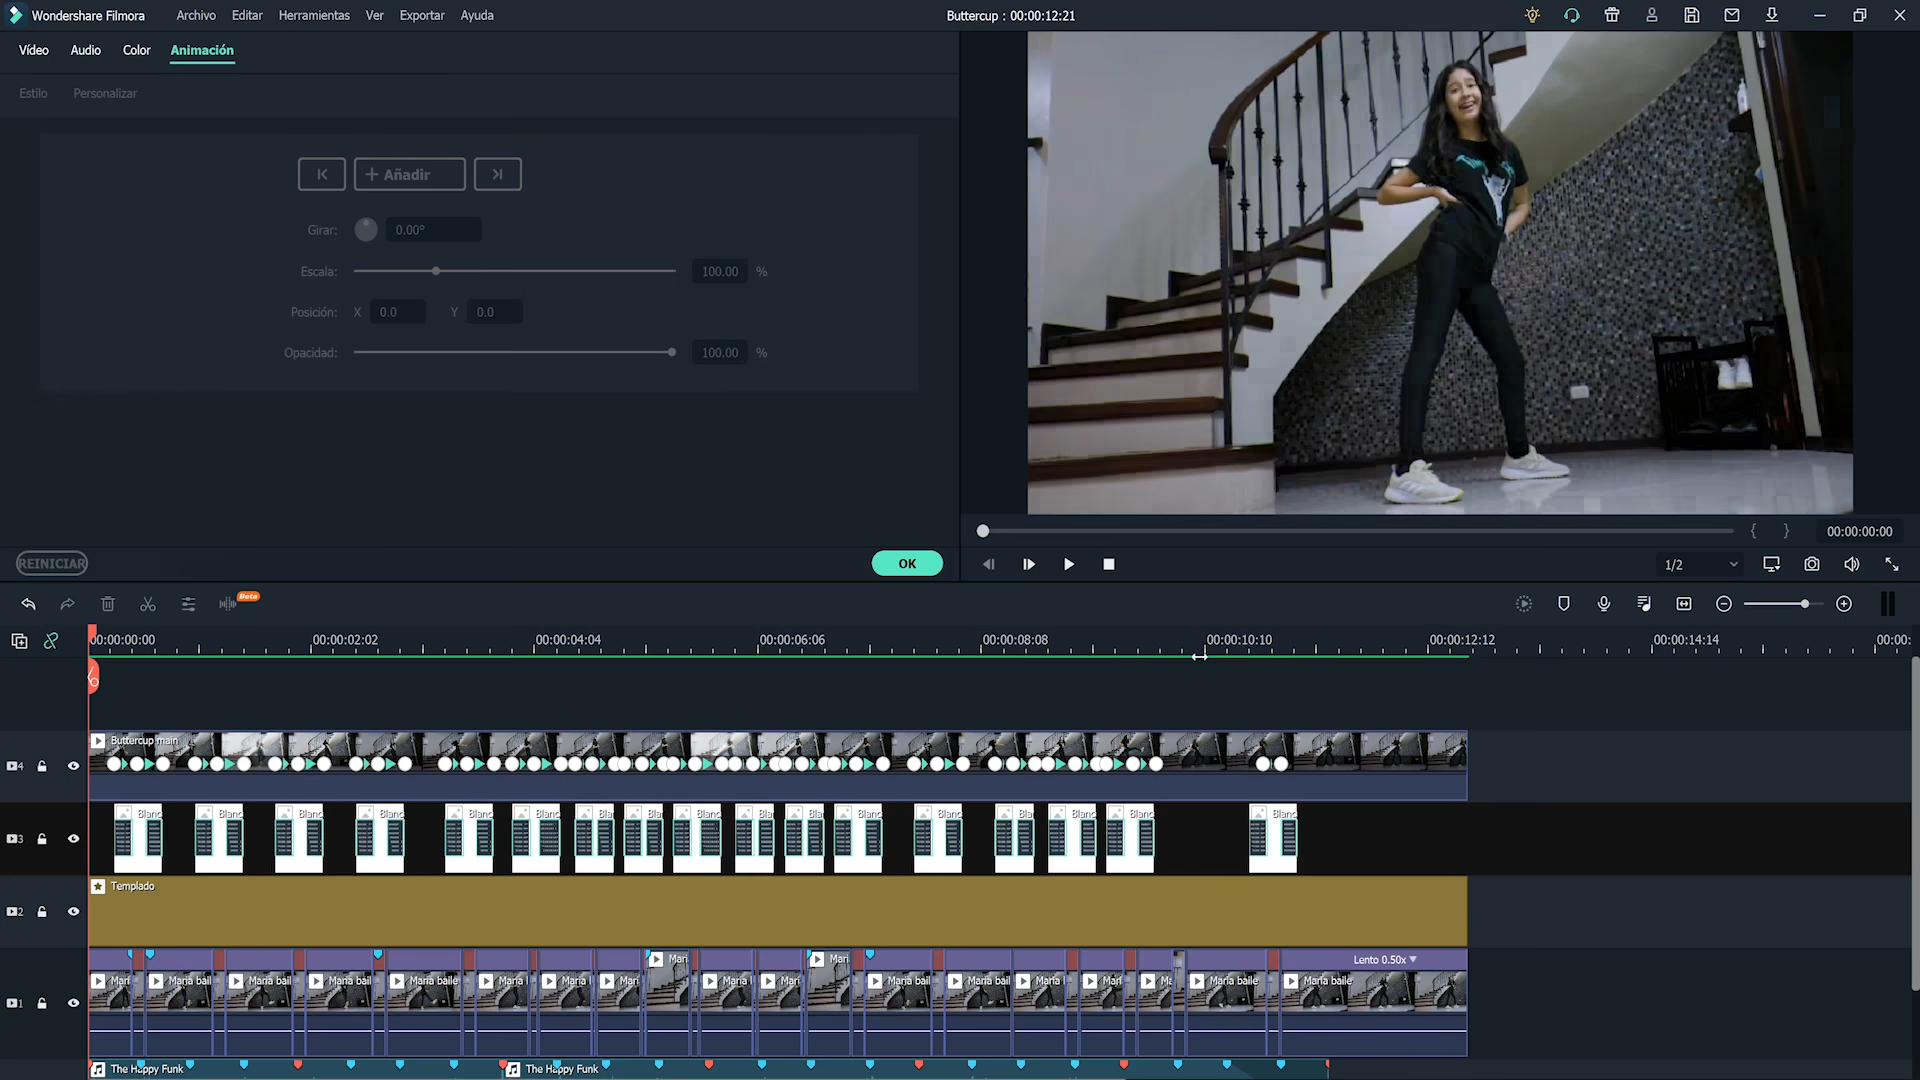 Wondershare Filmora Archivo Editar Herramientas Ver Exportar Ayuda Buttercup : 00:00:12:21
Vídeo Audio Color Animación
Estilo Personalizar
Añadir
Girar: 0.00°
Escala: 100.00 %
Posición: X 0.0 Y 0.0
Opacidad: 100.00 %
{ } 00:00:00:00
REINICIAR OK
1/2
Beta
00:00:00:00 00:00:02:02 00:00:04:04 00:00:06:06 00:00:08:08 00:00:10:10 00:00:12:12 00:00:14:14 00:00:
Buttercup main
4
Blanc Blanc Blanc Blanc Blanc Blanc Blan Bla Blanc Bla Bla Blanc Blanc Bla Blanc Blanc Blanc
3
Templado
2
Mari Mari Lento 0.50x
Mari Maria bail Maria bail Maria bail Maria baile Maria Maria Mari Mari Mari Maria bail Maria bail Maria Mari Ma Maria baile Maria baile
1
The Happy Funk The Happy Funk